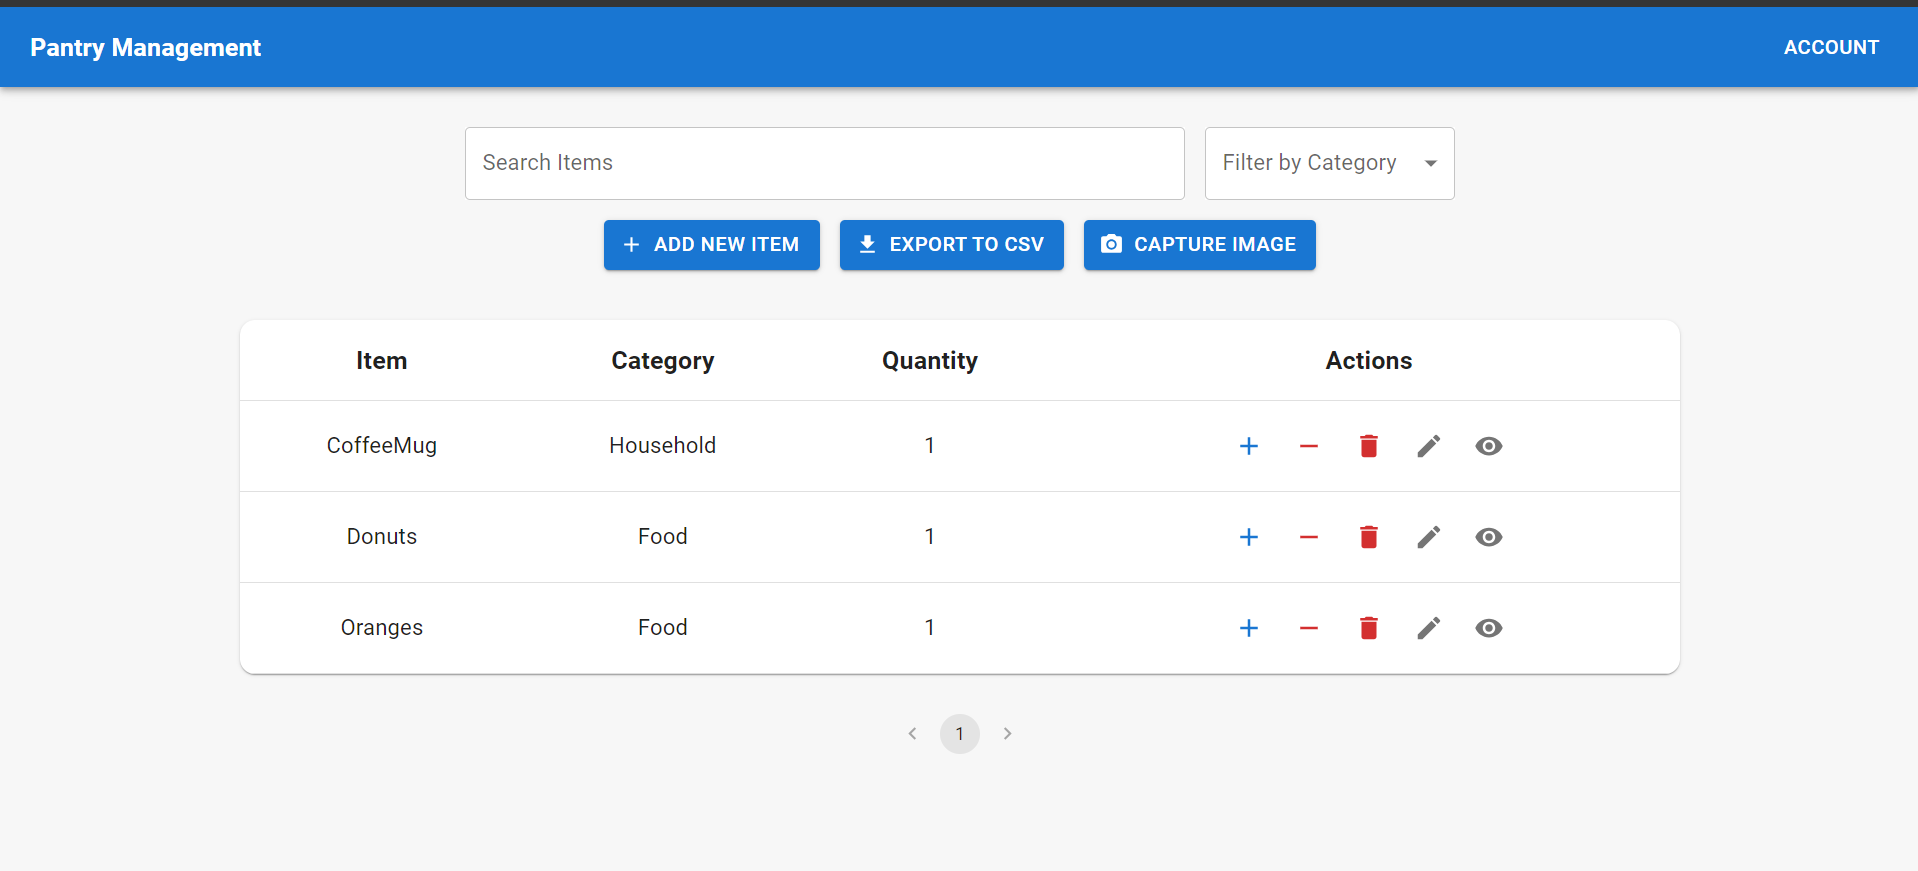 Pantry Management ACCOUNT
Search Items Filter by Category
ADD NEW ITEM EXPORT TO CSV CAPTURE IMAGE
Item Category Quantity Actions
CoffeeMug Household 1
Donuts Food 1
Oranges Food 1
1